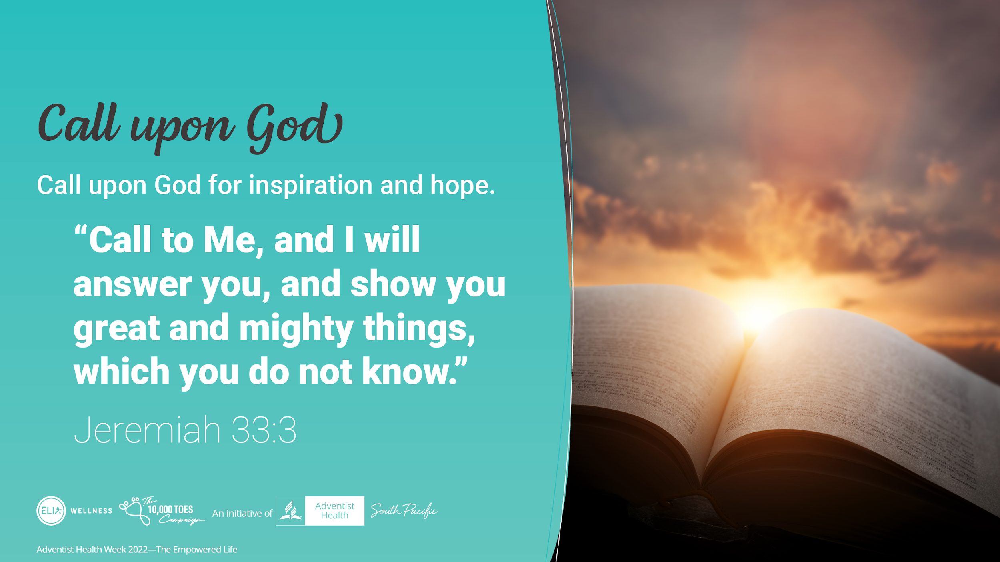 Call upon God
Call upon God for inspiration and hope.
“Call to Me, and I will
answer you, and show you
great and mighty things,
which you do not know.”
Jeremiah 33:3
ELIA WELLNESS
The
10,000 TOES
Campaign
An initiative of
Adventist
Health
South Pacific
Adventist Health Week 2022—The Empowered Life